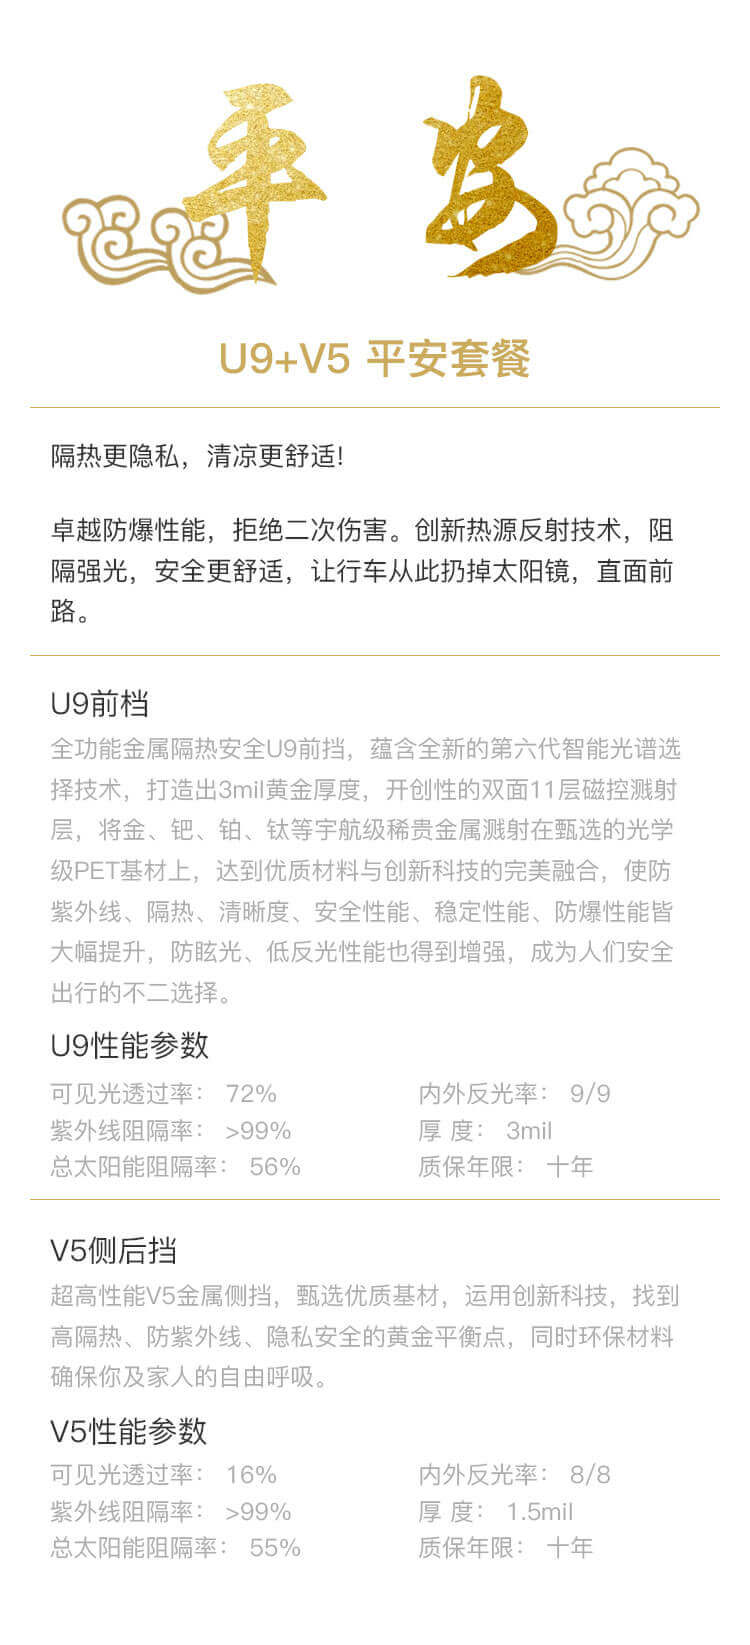 平安
U9+V5 平安套餐
隔热更隐私，清凉更舒适!
卓越防爆性能，拒绝二次伤害。创新热源反射技术，阻
隔强光，安全更舒适，让行车从此扔掉太阳镜，直面前
路。
U9前档
全功能金属隔热安全U9前挡，蕴含全新的第六代智能光谱选
择技术，打造出3mil黄金厚度，开创性的双面11层磁控溅射
层，将金、钯、铂、钛等宇航级稀贵金属溅射在甄选的光学
级PET基材上，达到优质材料与创新科技的完美融合，使防
紫外线、隔热、清晰度、安全性能、稳定性能、防爆性能皆
大幅提升，防眩光、低反光性能也得到增强，成为人们安全
出行的不二选择。
U9性能参数
可见光透过率： 72% 内外反光率： 9/9
紫外线阻隔率： >99% 厚 度： 3mil
总太阳能阻隔率： 56% 质保年限： 十年
V5侧后挡
超高性能V5金属侧挡，甄选优质基材，运用创新科技，找到
高隔热、防紫外线、隐私安全的黄金平衡点，同时环保材料
确保你及家人的自由呼吸。
V5性能参数
可见光透过率： 16% 内外反光率： 8/8
紫外线阻隔率： >99% 厚 度： 1.5mil
总太阳能阻隔率： 55% 质保年限： 十年